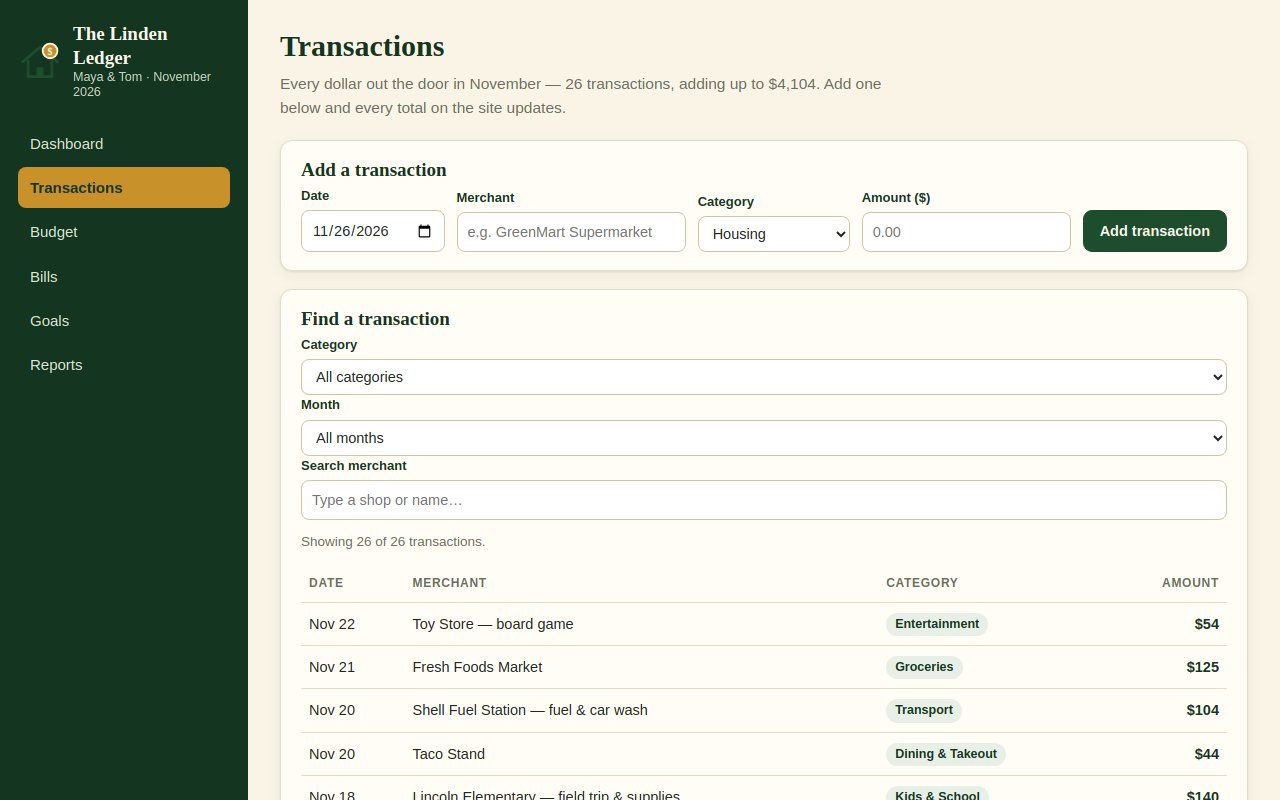 $
The Linden
Ledger
Maya & Tom · November
2026
Dashboard
Transactions
Budget
Bills
Goals
Reports
Transactions
Every dollar out the door in November — 26 transactions, adding up to $4,104. Add one
below and every total on the site updates.
Add a transaction
Date Merchant Category Amount ($)
11/26/2026 e.g. GreenMart Supermarket Housing 0.00 Add transaction
Find a transaction
Category
All categories
Month
All months
Search merchant
Type a shop or name…
Showing 26 of 26 transactions.
DATE MERCHANT CATEGORY AMOUNT
Nov 22 Toy Store — board game Entertainment $54
Nov 21 Fresh Foods Market Groceries $125
Nov 20 Shell Fuel Station — fuel & car wash Transport $104
Nov 20 Taco Stand Dining & Takeout $44
Nov 18 Lincoln Elementary — field trip & supplies Kids & School $140